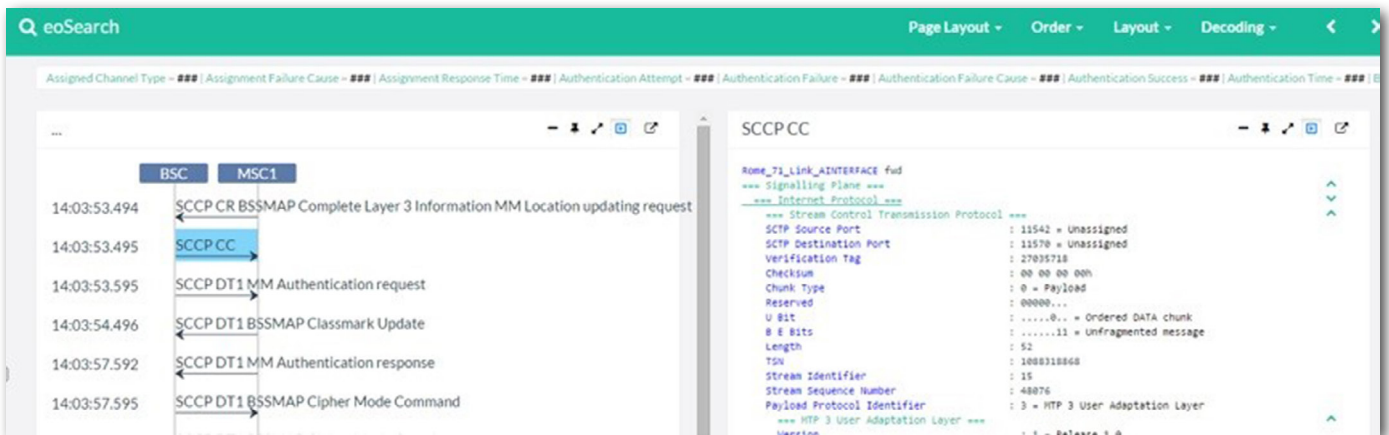 eoSearch
Page Layout Order Layout Decoding
Assigned Channel Type = ### | Assignment Failure Cause = ### | Assignment Response Time = ### | Authentication Attempt = ### | Authentication Failure = ### | Authentication Failure Cause = ### | Authentication Success = ### | Authentication Time = ### | B
...
BSC MSC1
14:03:53.494 SCCP CR BSSMAP Complete Layer 3 Information MM Location updating request
14:03:53.495 SCCP CC
14:03:53.595 SCCP DT1 MM Authentication request
14:03:54.496 SCCP DT1 BSSMAP Classmark Update
14:03:57.592 SCCP DT1 MM Authentication response
14:03:57.595 SCCP DT1 BSSMAP Cipher Mode Command
SCCP CC
Rome_71_Link_AINTERFACE fwd
=== Signalling Plane ===
=== Internet Protocol ===
=== Stream Control Transmission Protocol ===
SCTP Source Port : 11542 = Unassigned
SCTP Destination Port : 11570 = Unassigned
Verification Tag : 27035718
Checksum : 00 00 00 00h
Chunk Type : 0 = Payload
Reserved : 00000...
U Bit : .....0.. = Ordered DATA chunk
B E Bits : ......11 = Unfragmented message
Length : 52
TSN : 1088318868
Stream Identifier : 15
Stream Sequence Number : 48076
Payload Protocol Identifier : 3 = MTP 3 User Adaptation Layer
=== MTP 3 User Adaptation Layer ===
Version : 1 = Release 1.0